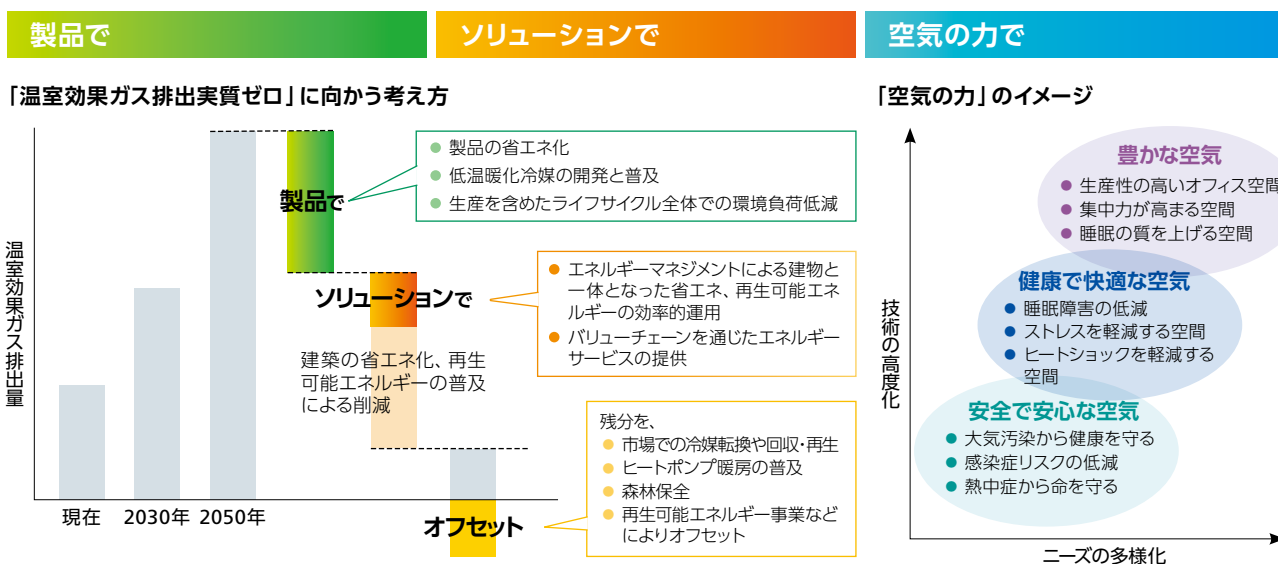 製品で
ソリューションで
空気の力で
「温室効果ガス排出実質ゼロ」に向かう考え方
温室効果ガス排出量
現在
2030年
2050年
製品で
● 製品の省エネ化
● 低温暖化冷媒の開発と普及
● 生産を含めたライフサイクル全体での環境負荷低減
ソリューションで
● エネルギーマネジメントによる建物と
一体となった省エネ、再生可能エネ
ルギーの効率的運用
● バリューチェーンを通じたエネルギー
サービスの提供
建築の省エネ化、再生
可能エネルギーの普及
による削減
オフセット
残分を、
● 市場での冷媒転換や回収・再生
● ヒートポンプ暖房の普及
● 森林保全
● 再生可能エネルギー事業など
によりオフセット
「空気の力」のイメージ
技術の高度化
豊かな空気
● 生産性の高いオフィス空間
● 集中力が高まる空間
● 睡眠の質を上げる空間
健康で快適な空気
● 睡眠障害の低減
● ストレスを軽減する空間
● ヒートショックを軽減する
空間
安全で安心な空気
● 大気汚染から健康を守る
● 感染症リスクの低減
● 熱中症から命を守る
ニーズの多様化